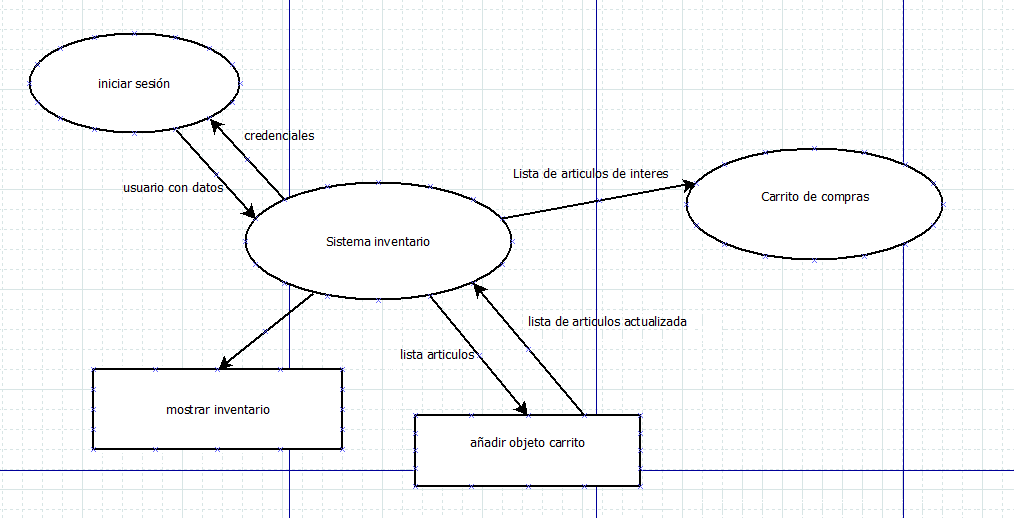 iniciar sesión
credenciales
usuario con datos
Lista de articulos de interes
Carrito de compras
Sistema inventario
lista de articulos actualizada
lista articulos
mostrar inventario
añadir objeto carrito